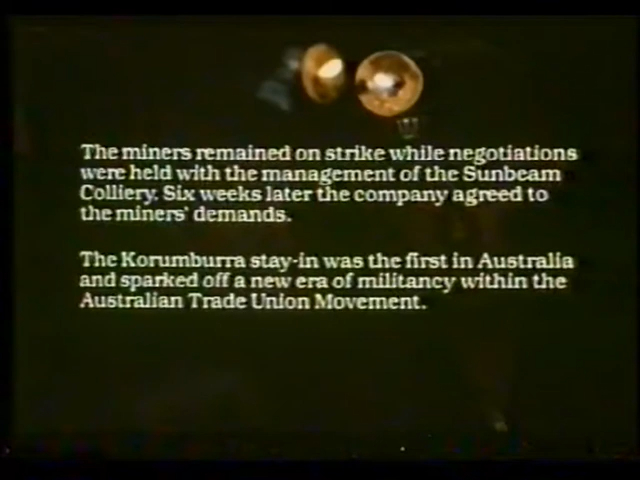 The miners remained on strike while negotiations
were held with the management of the Sunbeam
Colliery. Six weeks later the company agreed to
the miners' demands.
The Korumburra stay-in was the first in Australia
and sparked off a new era of militancy within the
Australian Trade Union Movement.